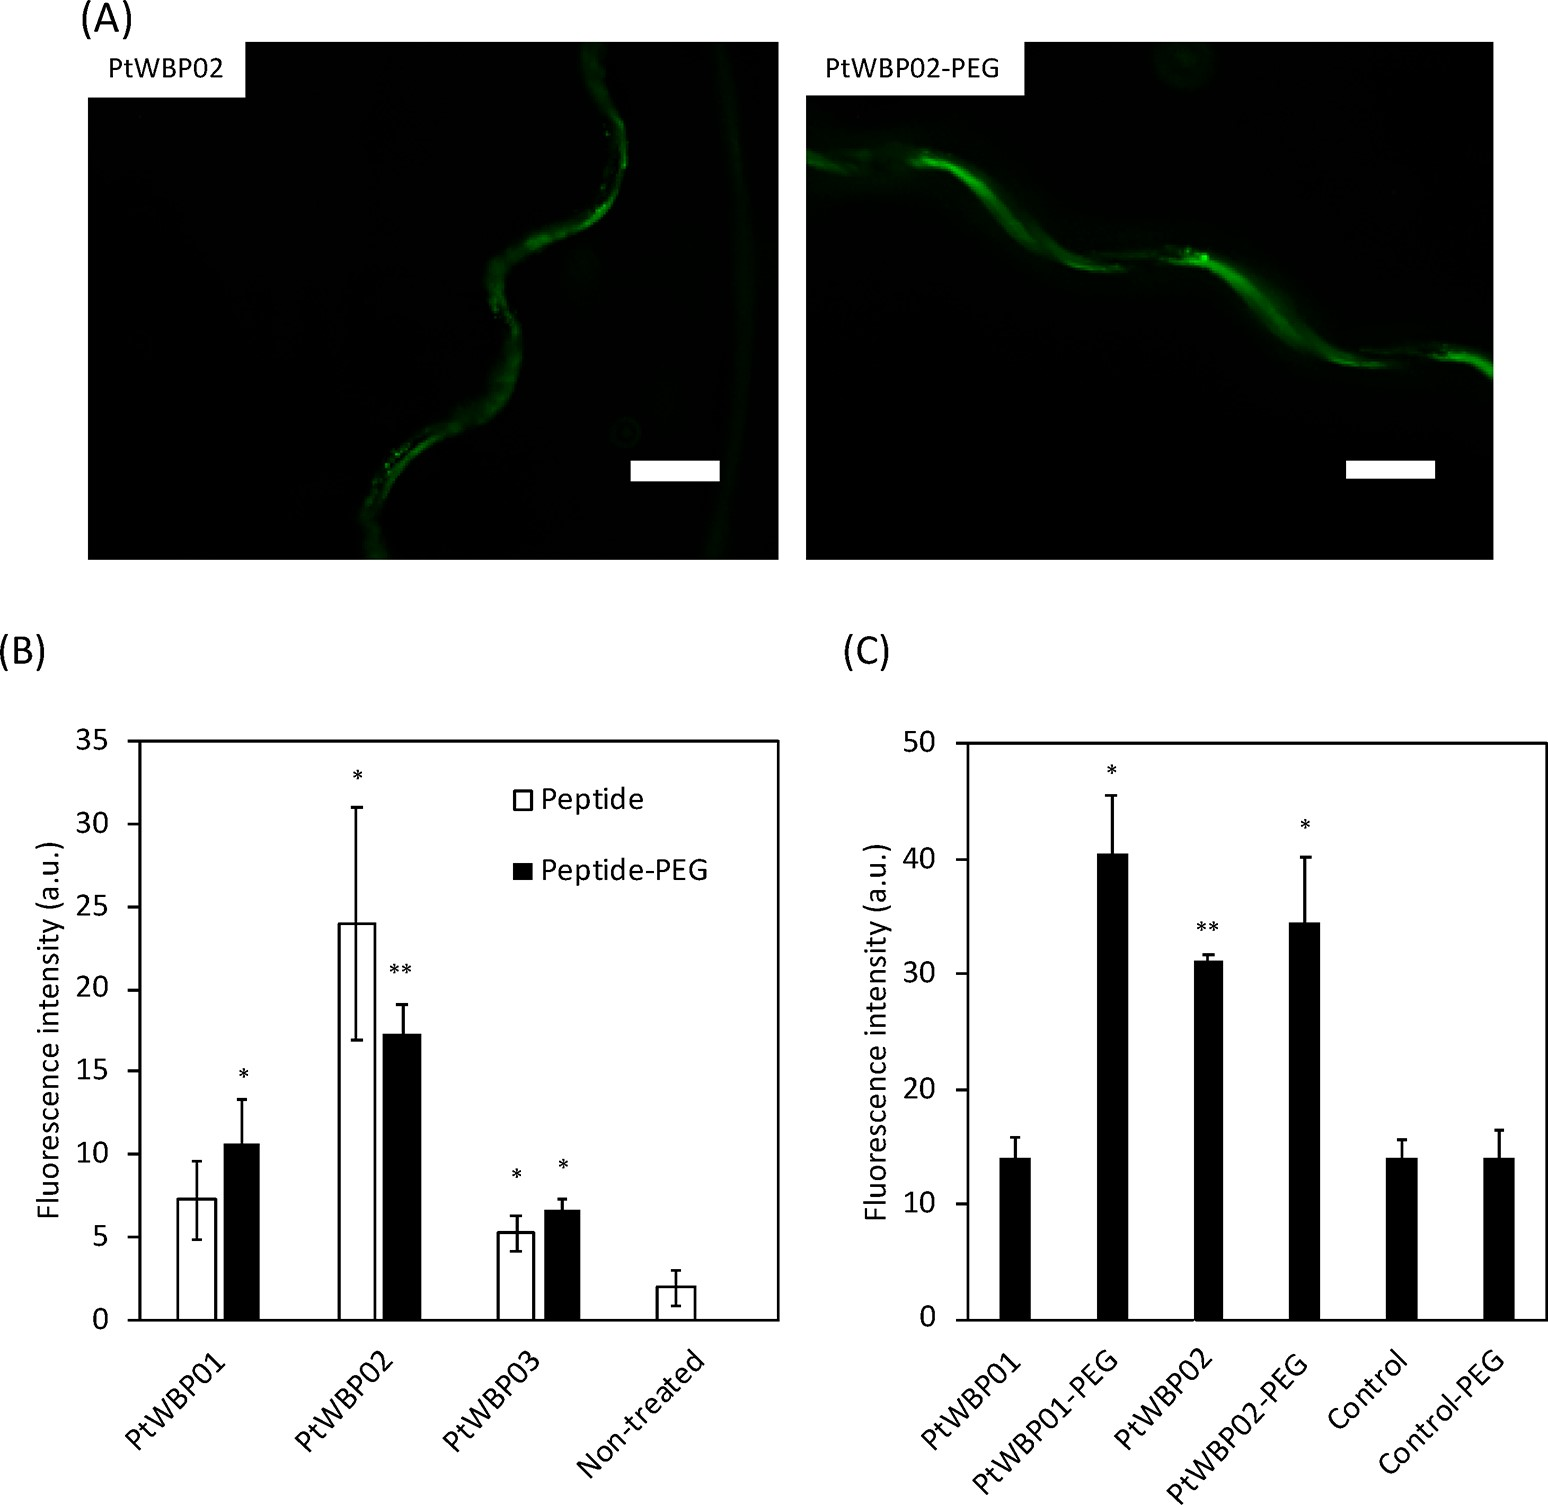 (A)
PtWBP02
PtWBP02-PEG
(B)
Fluorescence intensity (a.u.)
35
30
25
20
15
10
5
0
*
*
**
*
*
Peptide
Peptide-PEG
PtWBP01
PtWBP02
PtWBP03
Non-treated
(C)
Fluorescence intensity (a.u.)
50
40
30
20
10
0
*
**
*
PtWBP01
PtWBP01-PEG
PtWBP02
PtWBP02-PEG
Control
Control-PEG